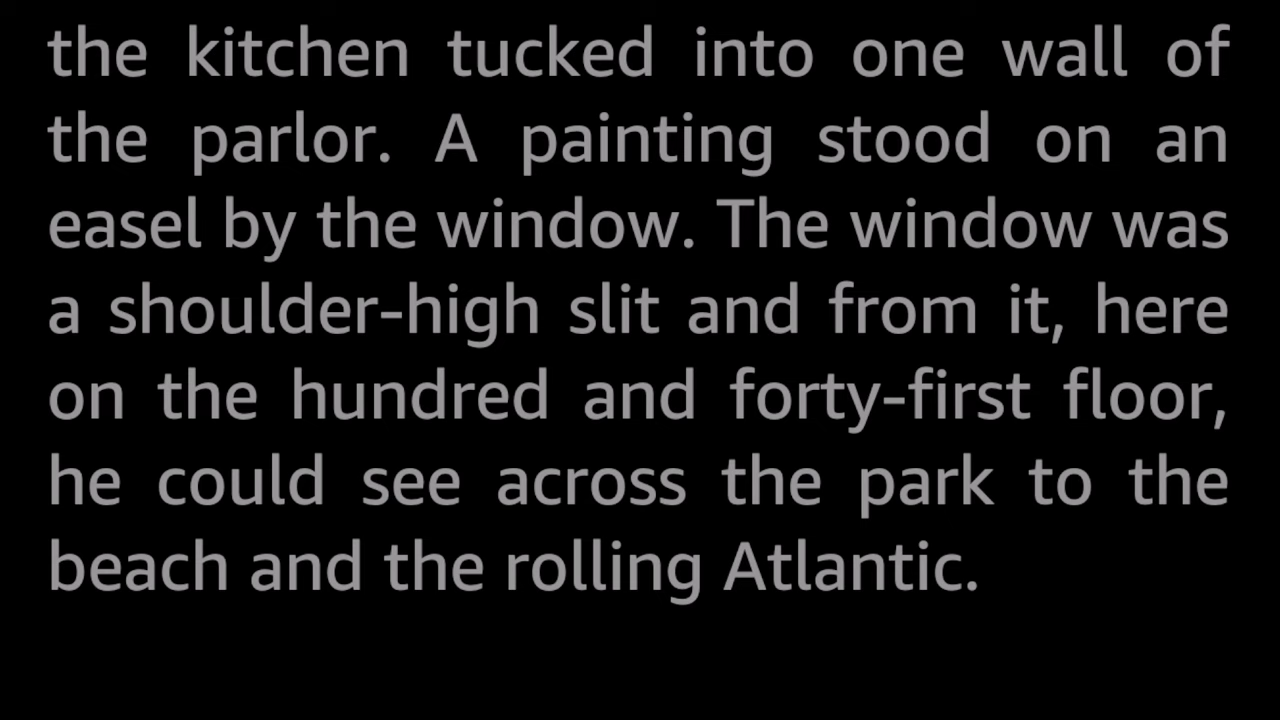 the kitchen tucked into one wall of
the parlor. A painting stood on an
easel by the window. The window was
a shoulder-high slit and from it, here
on the hundred and forty-first floor,
he could see across the park to the
beach and the rolling Atlantic.